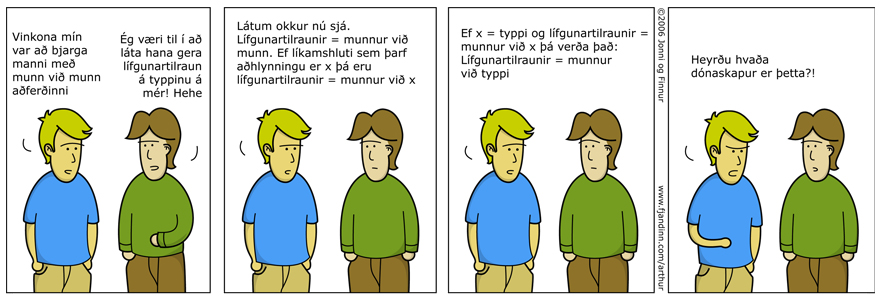 Vinkona mín
var að bjarga
manni með
munn við munn
aðferðinni
Ég væri til í að
láta hana gera
lífgunartilraun
á typpinu á
mér! Hehe
Látum okkur nú sjá.
Lífgunartilraunir = munnur við
munn. Ef líkamshluti sem þarf
aðhlynningu er x þá eru
lífgunartilraunir = munnur við x
Ef x = typpi og lífgunartilraunir =
munnur við x þá verða það:
Lífgunartilraunir = munnur
við typpi
©2006 Jonni og Finnur
www.fjandinn.com/arthur
Heyrðu hvaða
dónaskapur er þetta?!